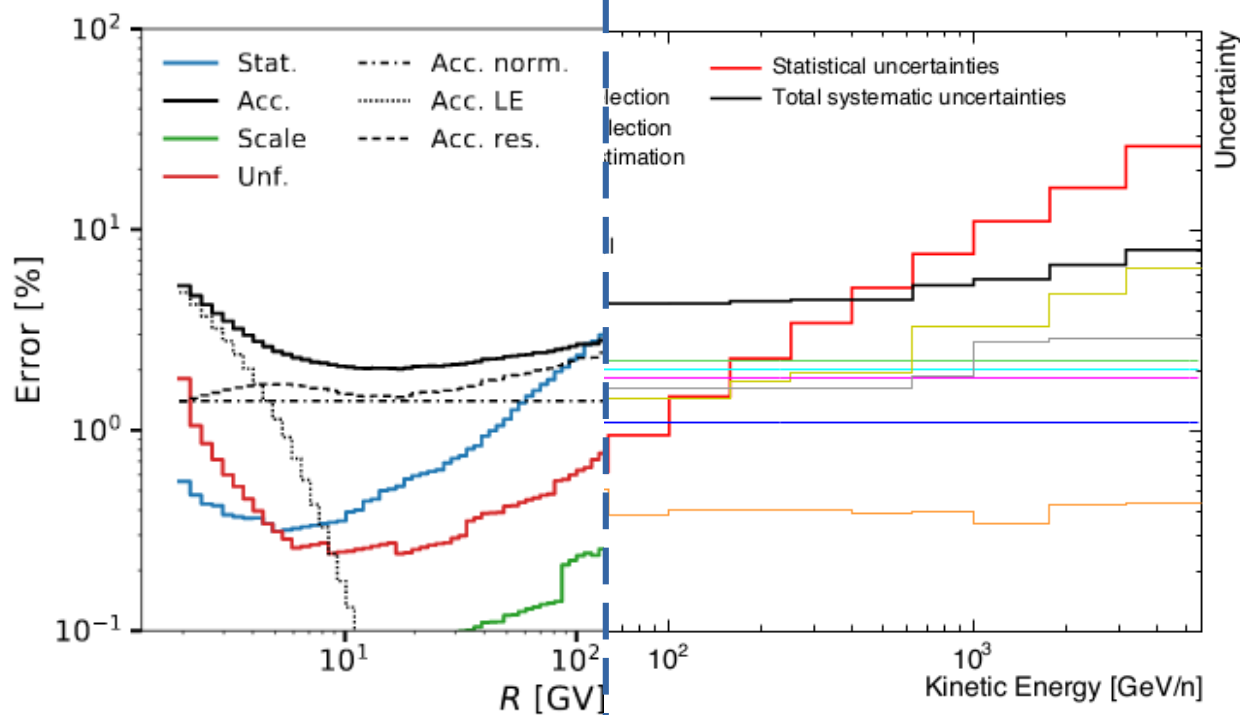 10²
Stat.
Acc.
Scale
Unf.
Acc. norm.
Acc. LE
Acc. res.
10¹
10⁰
10⁻¹
Error [%]
10¹
10²
R [GV]
lection
lection
timation
Statistical uncertainties
Total systematic uncertainties
Uncertainty
10²
10³
Kinetic Energy [GeV/n]